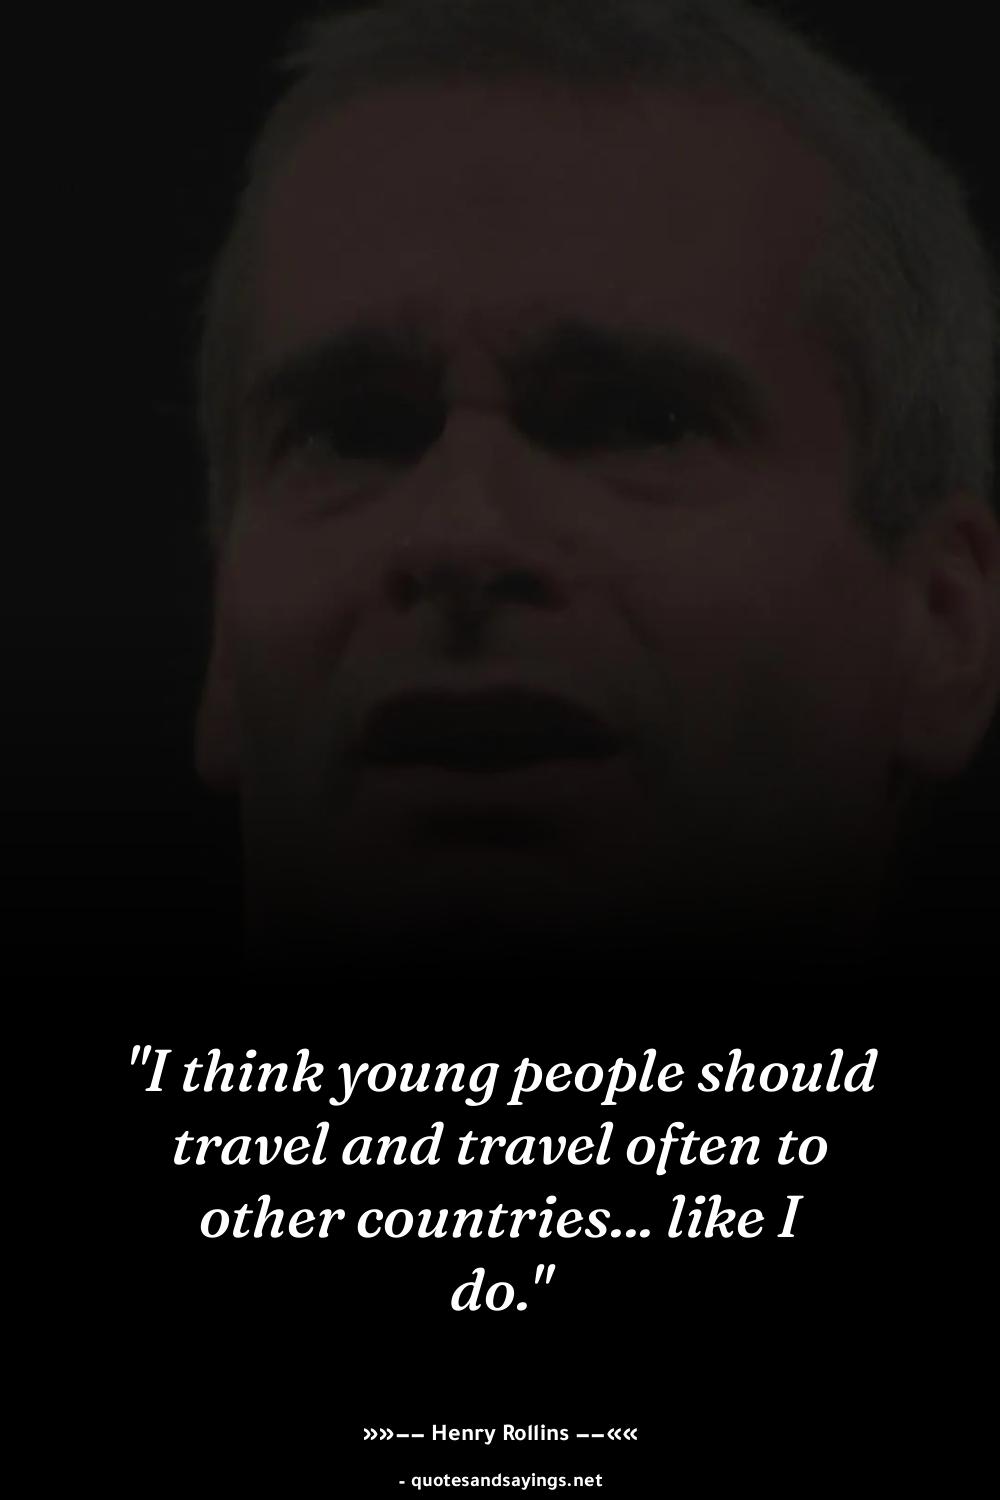 "I think young people should
travel and travel often to
other countries... like I
do."
»»–– Henry Rollins ––««
- quotesandsayings.net